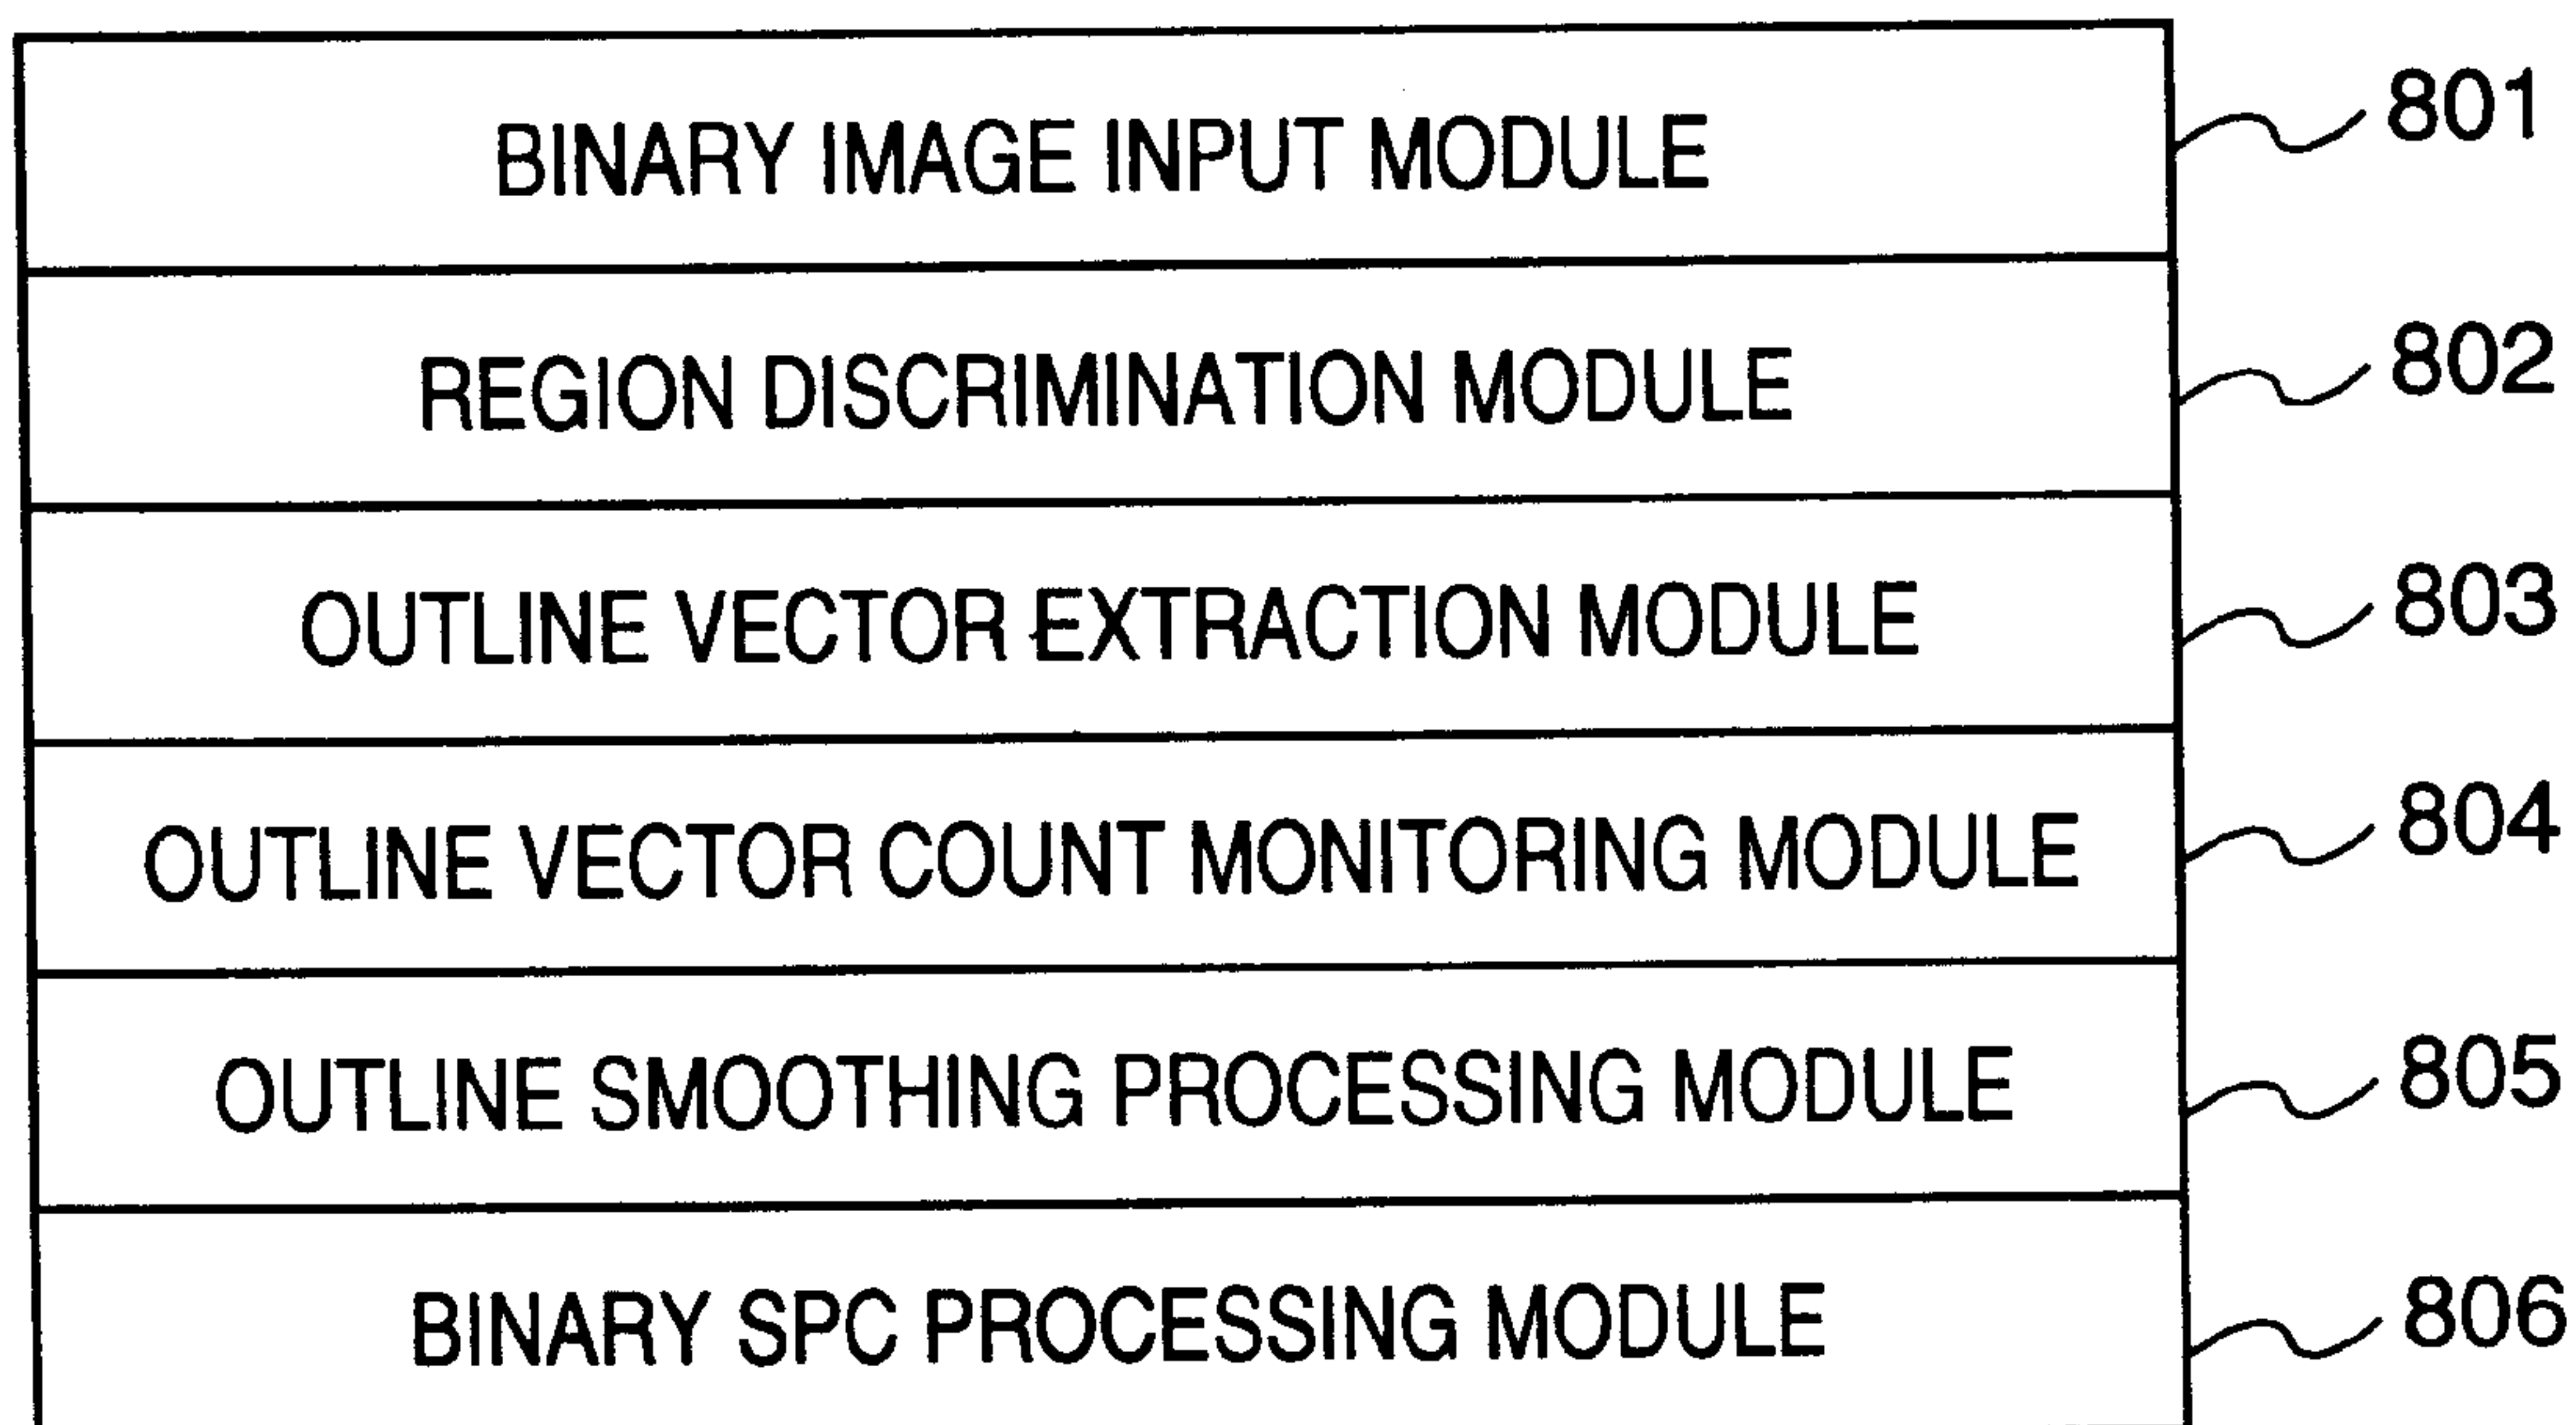 BINARY IMAGE INPUT MODULE 801
REGION DISCRIMINATION MODULE 802
OUTLINE VECTOR EXTRACTION MODULE 803
OUTLINE VECTOR COUNT MONITORING MODULE 804
OUTLINE SMOOTHING PROCESSING MODULE 805
BINARY SPC PROCESSING MODULE 806